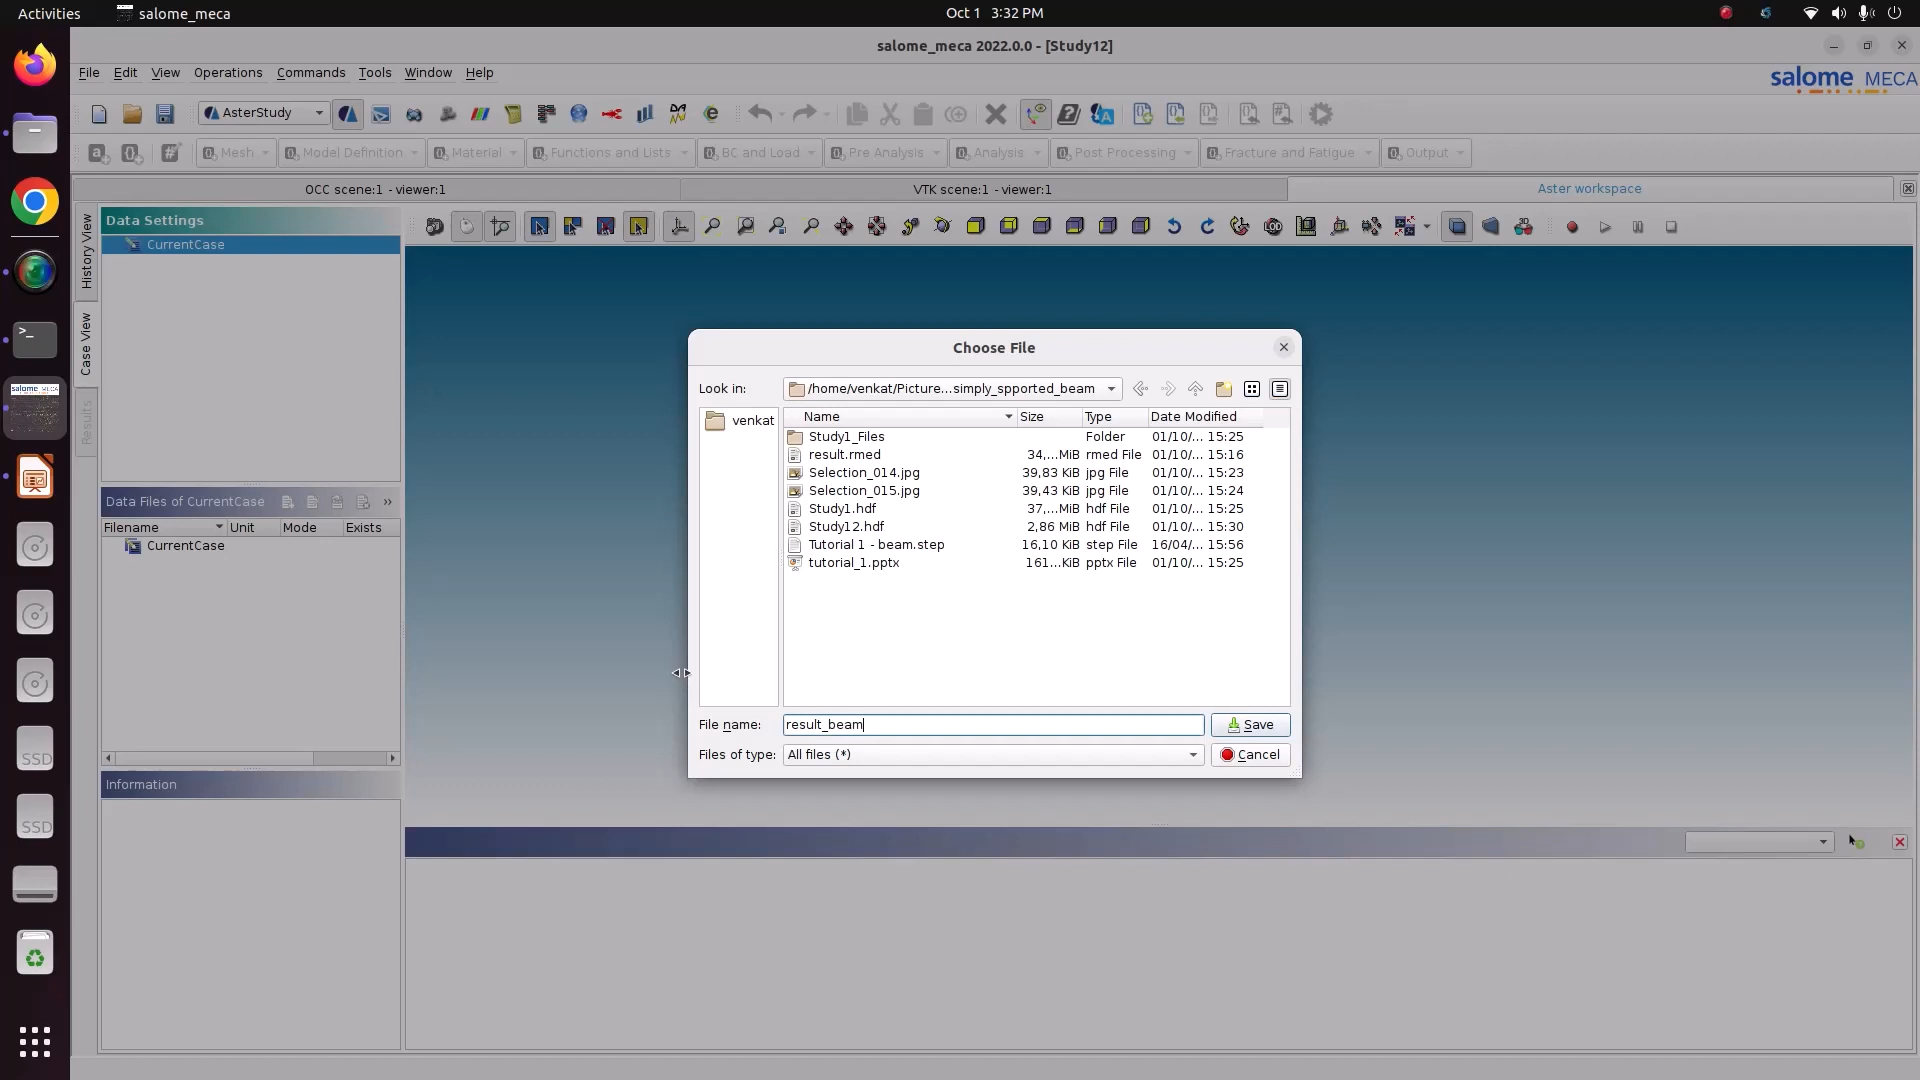 Activities
salome_meca
Oct 1 3:32 PM
salome_meca 2022.0.0 - [Study12]
File Edit View Operations Commands Tools Window Help
salome MECA
AsterStudy
Mesh Model Definition Material Functions and Lists BC and Load Pre Analysis Analysis Post Processing Fracture and Fatigue Output
OCC scene:1 - viewer:1
VTK scene:1 - viewer:1
Aster workspace
History View
Case View
Results
Data Settings
CurrentCase
Data Files of CurrentCase
Filename Unit Mode Exists
CurrentCase
Information
Choose File
Look in: /home/venkat/Picture...simply_spported_beam
venkat
Name Size Type Date Modified
Study1_Files Folder 01/10/... 15:25
result.rmed 34,...MiB rmed File 01/10/... 15:16
Selection_014.jpg 39,83 KiB jpg File 01/10/... 15:23
Selection_015.jpg 39,43 KiB jpg File 01/10/... 15:24
Study1.hdf 37,...MiB hdf File 01/10/... 15:25
Study12.hdf 2,86 MiB hdf File 01/10/... 15:30
Tutorial 1 - beam.step 16,10 KiB step File 16/04/... 15:56
tutorial_1.pptx 161...KiB pptx File 01/10/... 15:25
File name: result_beam Save
Files of type: All files (*) Cancel
SSD
SSD